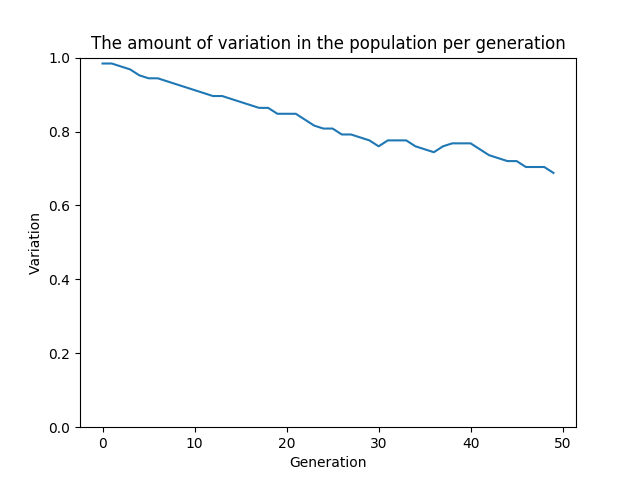 The amount of variation in the population per generation
1.0
0.8
0.6
0.4
0.2
0.0
Variation
0 10 20 30 40 50
Generation